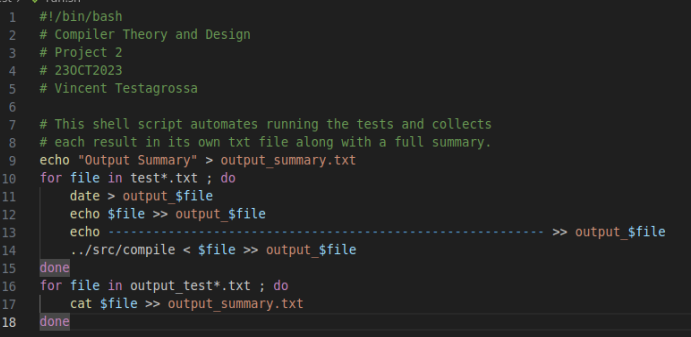 1 #!/bin/bash
2 # Compiler Theory and Design
3 # Project 2
4 # 23OCT2023
5 # Vincent Testagrossa
6
7 # This shell script automates running the tests and collects
8 # each result in its own txt file along with a full summary.
9 echo "Output Summary" > output_summary.txt
10 for file in test*.txt ; do
11     date > output_$file
12     echo $file >> output_$file
13     echo ---------------------------------------------------------- >> output_$file
14     ../src/compile < $file >> output_$file
15 done
16 for file in output_test*.txt ; do
17     cat $file >> output_summary.txt
18 done